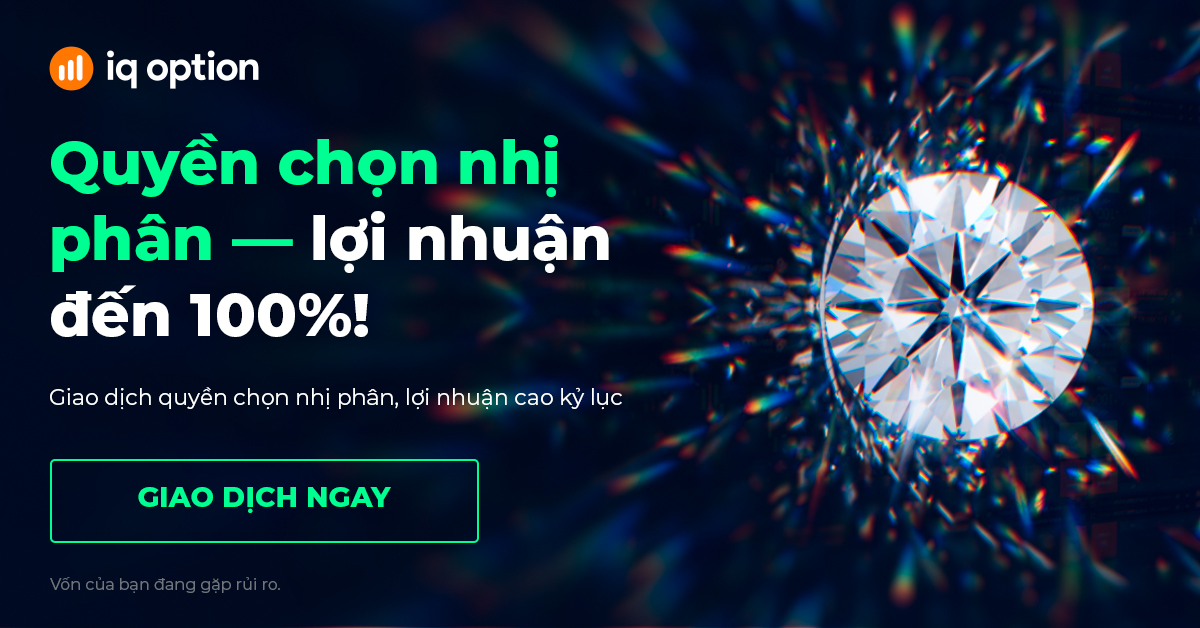 iq option
Quyền chọn nhị
phân — lợi nhuận
đến 100%!
Giao dịch quyền chọn nhị phân, lợi nhuận cao kỷ lục
GIAO DỊCH NGAY
Vốn của bạn đang gặp rủi ro.